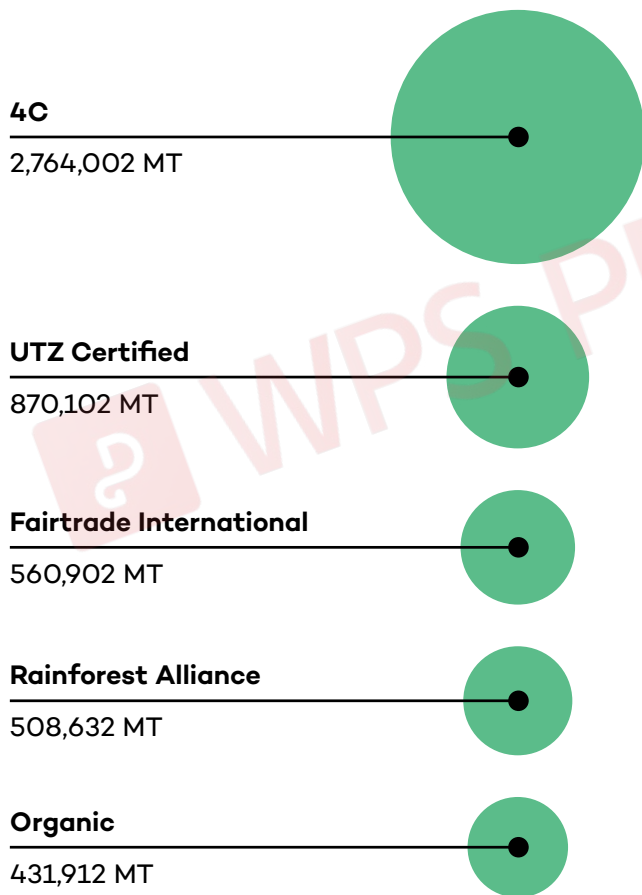 4C
2,764,002 MT
UTZ Certified
870,102 MT
WPS
Fairtrade International
560,902 MT
Rainforest Alliance
508,632 MT
Organic
431,912 MT